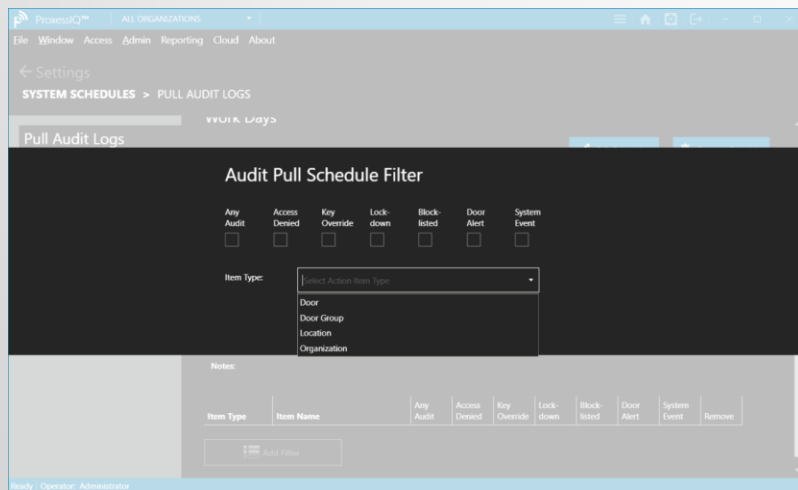 ProxessIQ™ ALL ORGANIZATIONS
File Window Access Admin Reporting Cloud About
Settings
SYSTEM SCHEDULES > PULL AUDIT LOGS
Work Days
Pull Audit Logs
Audit Pull Schedule Filter
Any Audit Access Denied Key Override Lock-down Block-listed Door Alert System Event
Item Type: Select Action Item Type
Door
Door Group
Location
Organization
Notes:
Item Type Item Name Any Audit Access Denied Key Override Lock-down Block-listed Door Alert System Event Remove
Add Filter
Ready Operator: Administrator